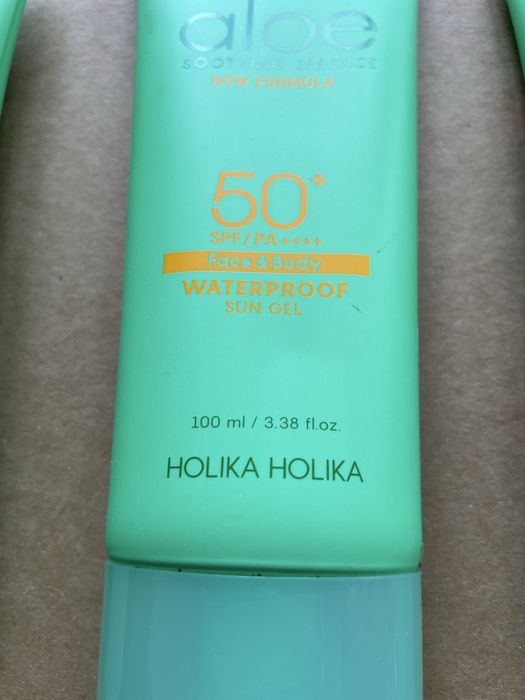 aloe
SOOTHING ESSENCE
NEW FORMULA
50+
SPF/PA++++
Face & Body
WATERPROOF
SUN GEL
100 ml / 3.38 fl.oz.
HOLIKA HOLIKA